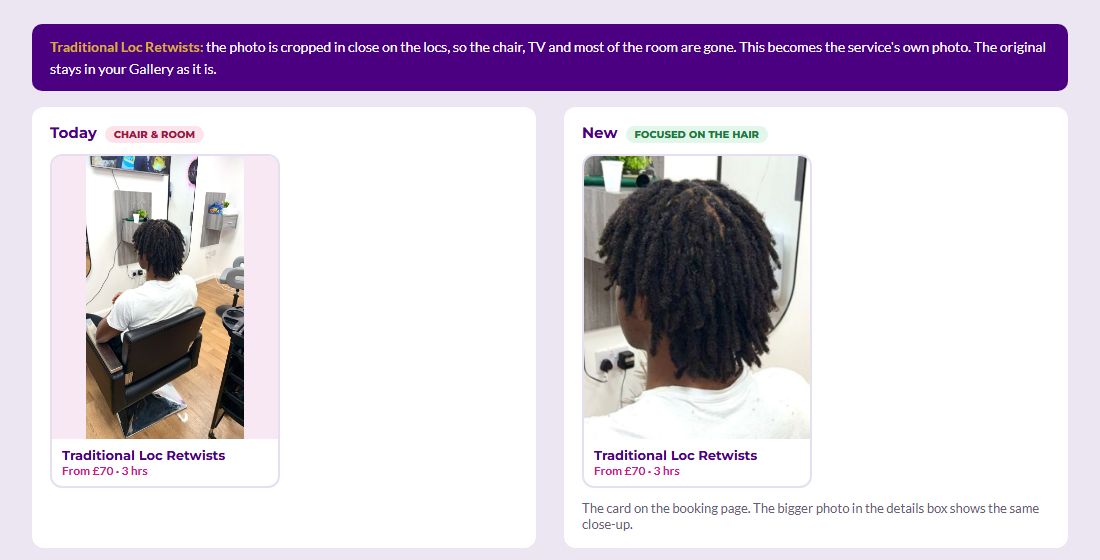 Traditional Loc Retwists: the photo is cropped in close on the locs, so the chair, TV and most of the room are gone. This becomes the service's own photo. The original
stays in your Gallery as it is.
Today CHAIR & ROOM
Traditional Loc Retwists
From £70 · 3 hrs
New FOCUSED ON THE HAIR
Traditional Loc Retwists
From £70 · 3 hrs
The card on the booking page. The bigger photo in the details box shows the same
close-up.